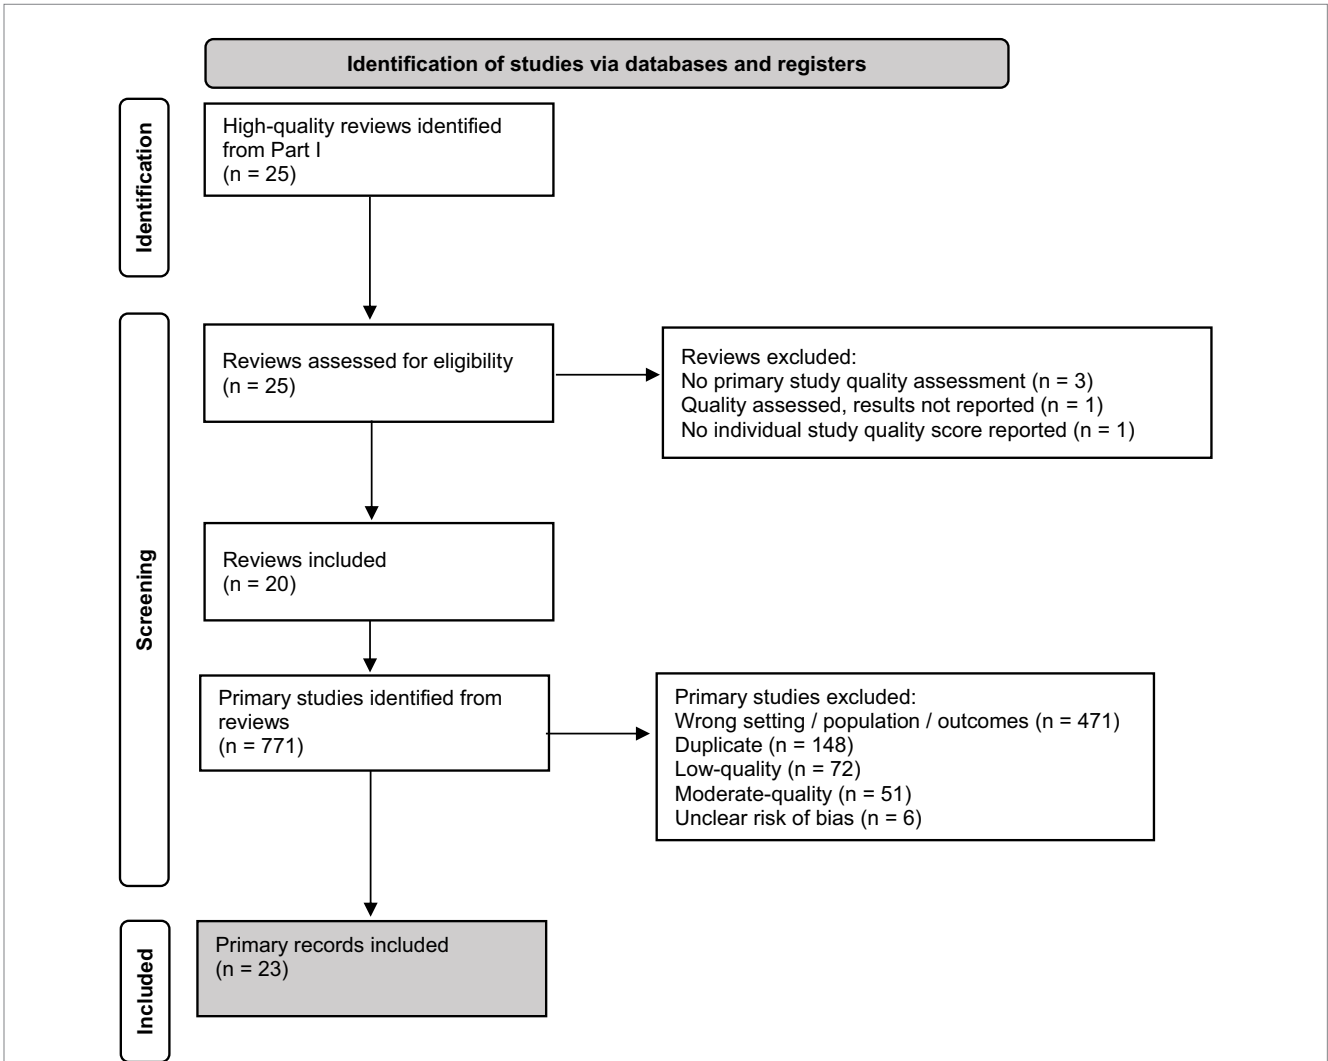 Identification of studies via databases and registers
Identification
High-quality reviews identified
from Part I
(n = 25)
Screening
Reviews assessed for eligibility
(n = 25)
Reviews excluded:
No primary study quality assessment (n = 3)
Quality assessed, results not reported (n = 1)
No individual study quality score reported (n = 1)
Reviews included
(n = 20)
Primary studies identified from
reviews
(n = 771)
Primary studies excluded:
Wrong setting / population / outcomes (n = 471)
Duplicate (n = 148)
Low-quality (n = 72)
Moderate-quality (n = 51)
Unclear risk of bias (n = 6)
Included
Primary records included
(n = 23)